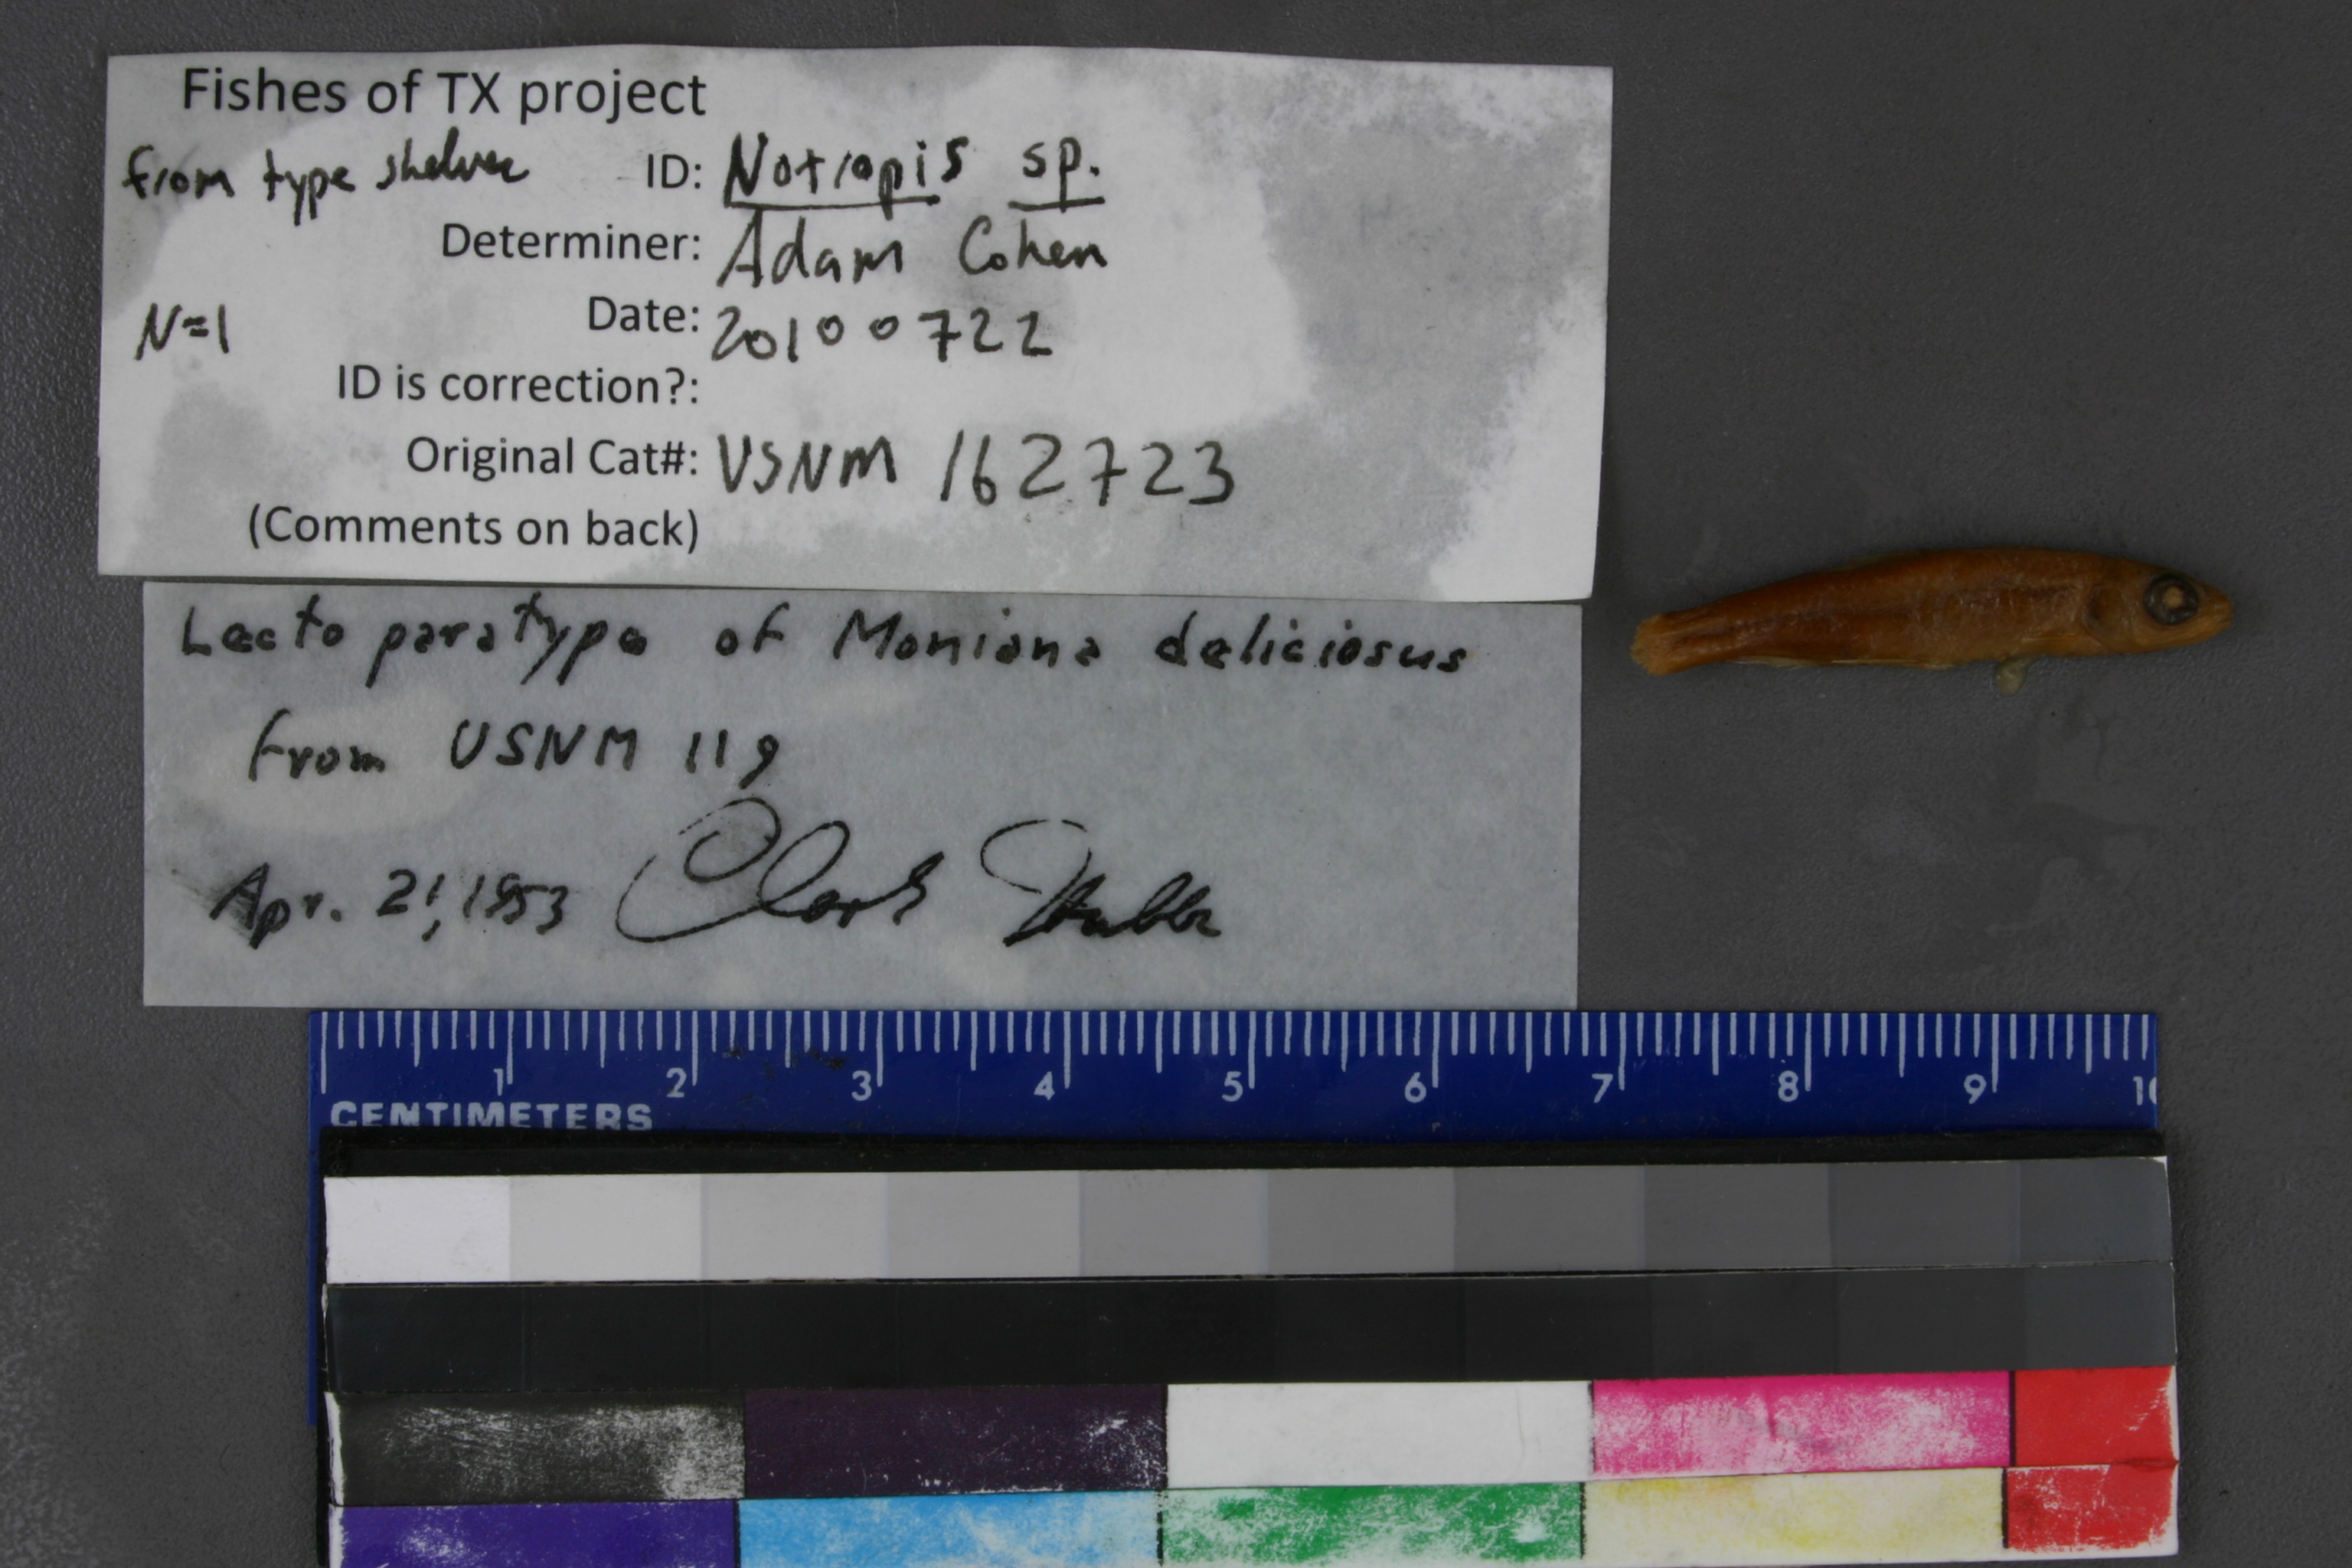 Fishes of TX project
from type shelves ID: Notropis sp.
Determiner: Adam Cohen
N=1 Date: 20100722
ID is correction?:
Original Cat#: USNM 162723
(Comments on back)
Lecto paratype of Moniana deliciosus
from USNM 119
Apr. 21, 1953 Clark Hubbs
1 2 3 4 5 6 7 8 9 10
CENTIMETERS